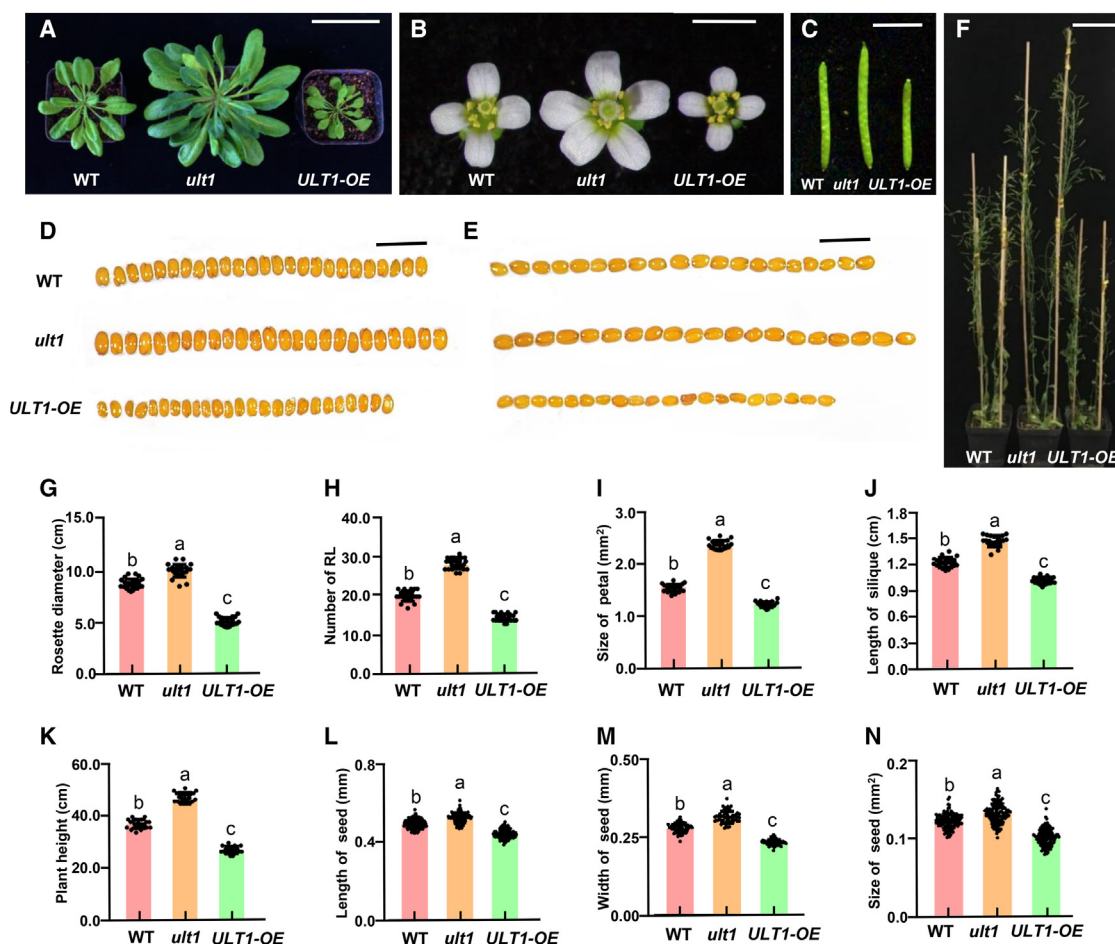 A
WT ult1 ULT1-OE
B
WT ult1 ULT1-OE
C
WT ult1 ULT1-OE
F
WT ult1 ULT1-OE
D E
WT
ult1
ULT1-OE
G
Rosette diameter (cm)
15.0
10.0
5.0
0.0
b a c
WT ult1 ULT1-OE
H
Number of RL
40.0
30.0
20.0
10.0
0.0
b a c
WT ult1 ULT1-OE
I
Size of petal (mm²)
3.0
2.0
1.0
0.0
b a c
WT ult1 ULT1-OE
J
Length of silique (cm)
1.8
1.5
1.2
0.9
0.6
0.3
0.0
b a c
WT ult1 ULT1-OE
K
Plant height (cm)
60.0
40.0
20.0
0.0
b a c
WT ult1 ULT1-OE
L
Length of seed (mm)
0.8
0.6
0.4
0.2
0.0
b a c
WT ult1 ULT1-OE
M
Width of seed (mm)
0.50
0.25
0.00
b a c
WT ult1 ULT1-OE
N
Size of seed (mm²)
0.2
0.1
0.0
b a c
WT ult1 ULT1-OE